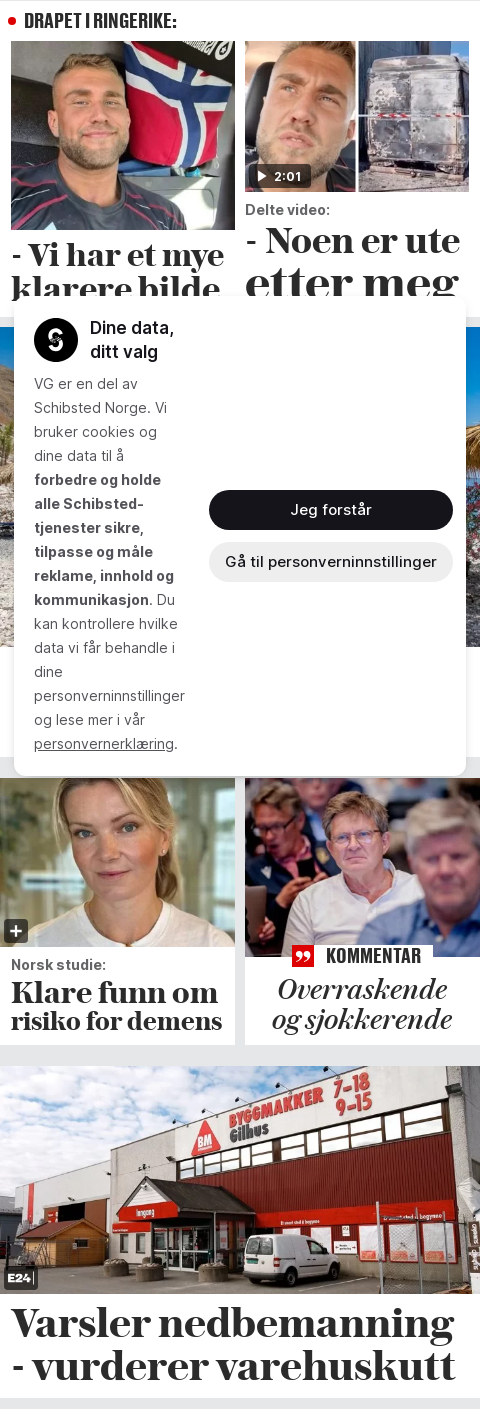 DRAPET I RINGERIKE:
2:01
- Vi har et mye
klarere bilde
Delte video:
- Noen er ute
etter meg
Dine data,
ditt valg
VG er en del av
Schibsted Norge. Vi
bruker cookies og
dine data til å
forbedre og holde
alle Schibsted-
tjenester sikre,
tilpasse og måle
reklame, innhold og
kommunikasjon. Du
kan kontrollere hvilke
data vi får behandle i
dine
personverninnstillinger
og lese mer i vår
personvernerklæring.
Jeg forstår
Gå til personverninnstillinger
Norsk studie:
Klare funn om
risiko for demens
KOMMENTAR
Overraskende
og sjokkerende
BYGGMAKKER 7-18
Gilhus 9-15
BM
Inngang
E24
Varsler nedbemanning
- vurderer varehuskutt